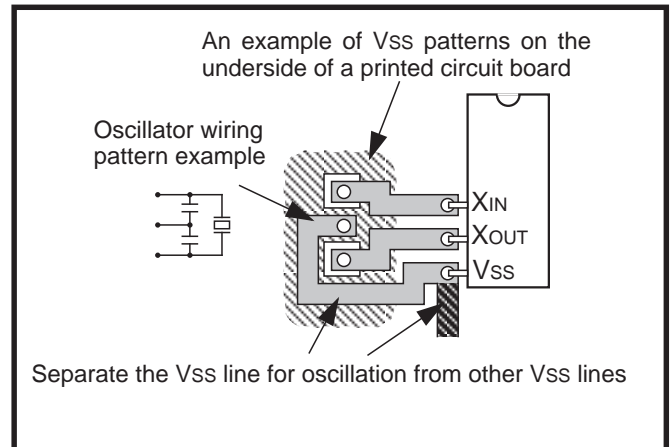 An example of VSS patterns on the
underside of a printed circuit board
Oscillator wiring
pattern example
XIN
XOUT
VSS
Separate the VSS line for oscillation from other VSS lines